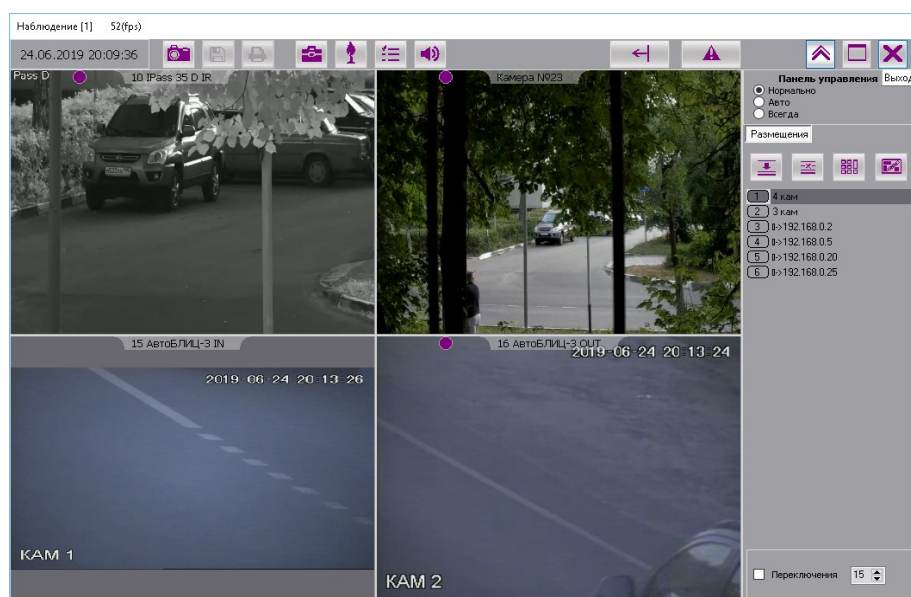 Наблюдение [1] 52(fps)
24.06.2019 20:09:36
Pass D
10 IPass 35 D IR
Камера №23
Панель управления
Выход
Нормально
Авто
Всегда
Размещения
1 4 кам
2 3 кам
3 0->192.168.0.2
4 0->192.168.0.5
5 0->192.168.0.20
6 0->192.168.0.25
15 АвтоБЛИЦ-3 IN
2019-06-24 20-13-26
КАМ 1
16 АвтоБЛИЦ-3 OUT
2019-06-24 20-13-24
КАМ 2
Переключения 15